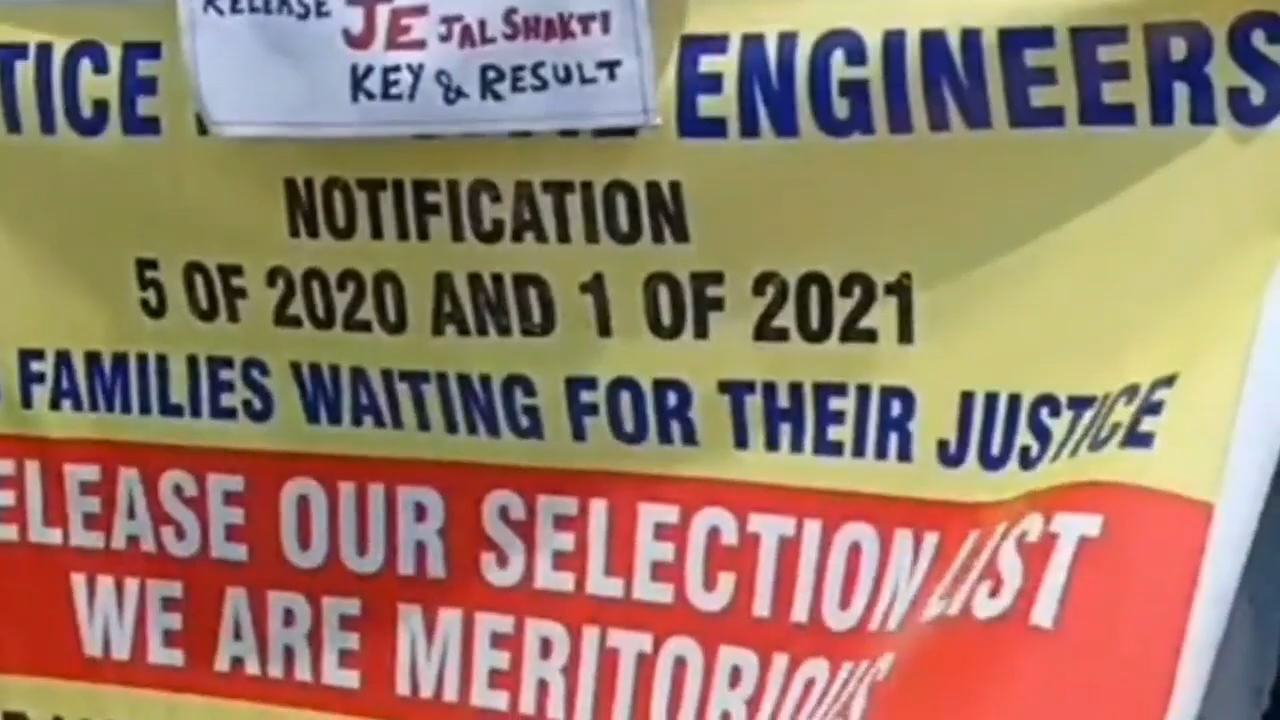 RELEASE JE JAL SHAKTI
KEY & RESULT
TICE ENGINEERS
NOTIFICATION
5 OF 2020 AND 1 OF 2021
FAMILIES WAITING FOR THEIR JUSTICE
ELEASE OUR SELECTION LIST
WE ARE MERITORIOUS